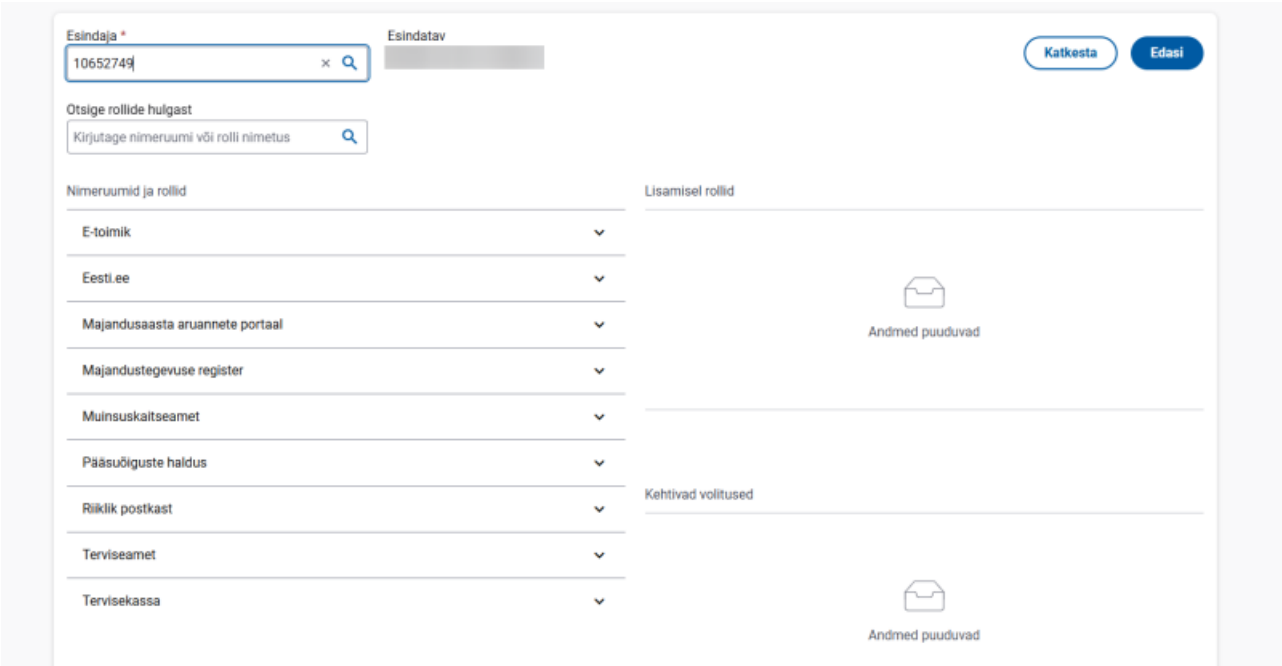 Esindaja *
Esindatav
10652749
Katkesta
Edasi
Otsige rollide hulgast
Kirjutage nimeruumi või rolli nimetus
Nimeruumid ja rollid
Lisamisel rollid
E-toimik
Eesti.ee
Majandusaasta aruannete portaal
Andmed puuduvad
Majandustegevuse register
Muinsuskaitseamet
Pääsuõiguste haldus
Kehtivad volitused
Riiklik postkast
Terviseamet
Tervisekassa
Andmed puuduvad